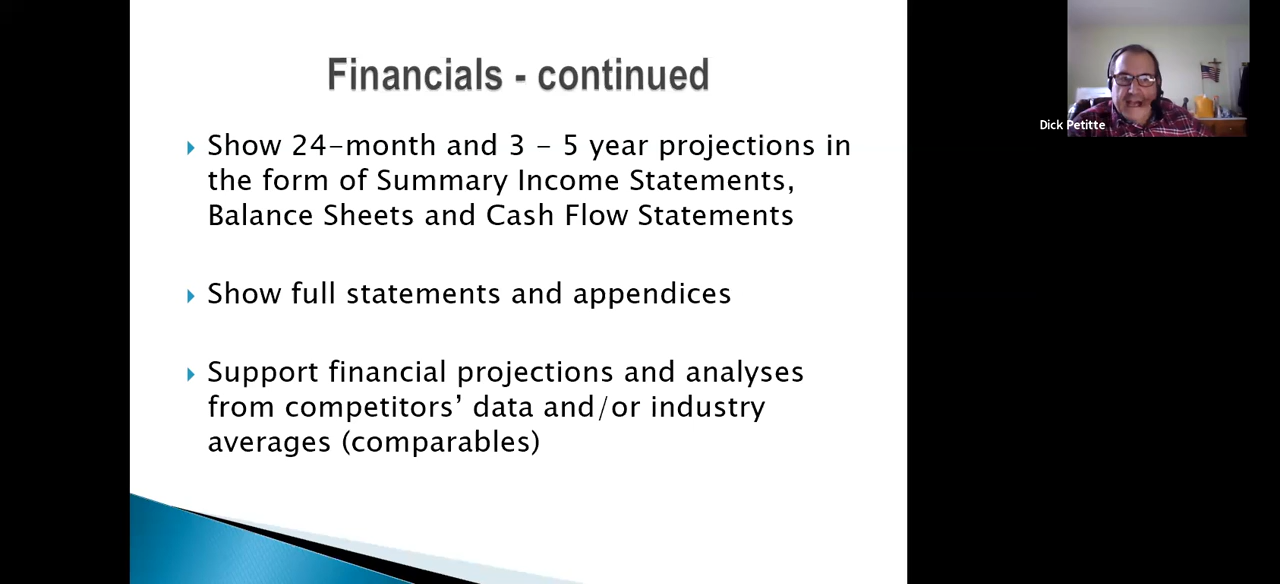 Financials - continued
Show 24-month and 3 - 5 year projections in
the form of Summary Income Statements,
Balance Sheets and Cash Flow Statements
Show full statements and appendices
Support financial projections and analyses
from competitors’ data and/or industry
averages (comparables)
Dick Petitte